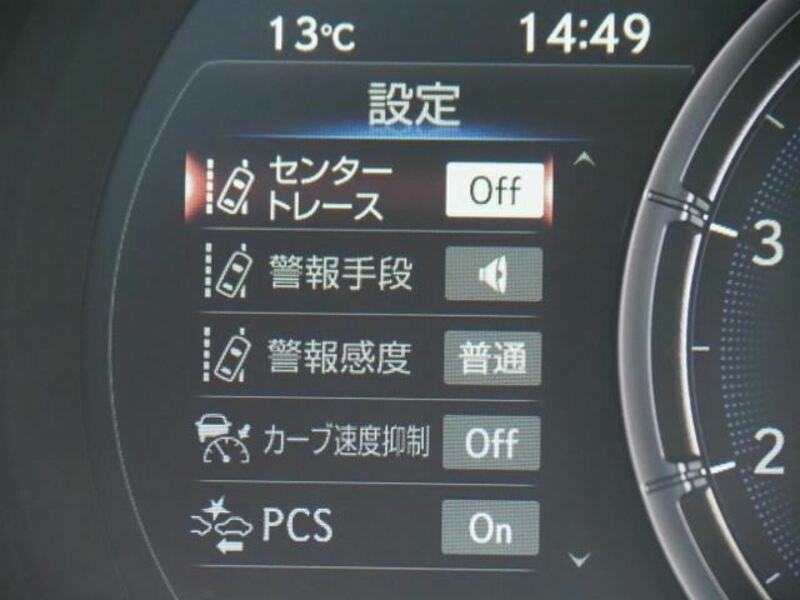 13℃ 14:49
設定
センター
トレース Off
警報手段
警報感度 普通
カーブ速度抑制 Off
PCS On
3
2